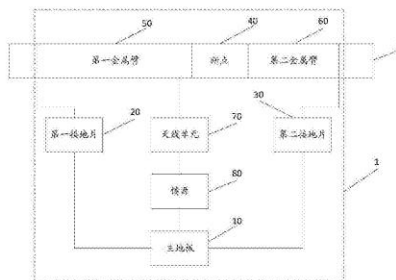 50 40 60
第一金属臂 断点 第二金属臂
20 70 30
第一接地片 天线单元 第二接地片
80 1
馈源
10
主地板